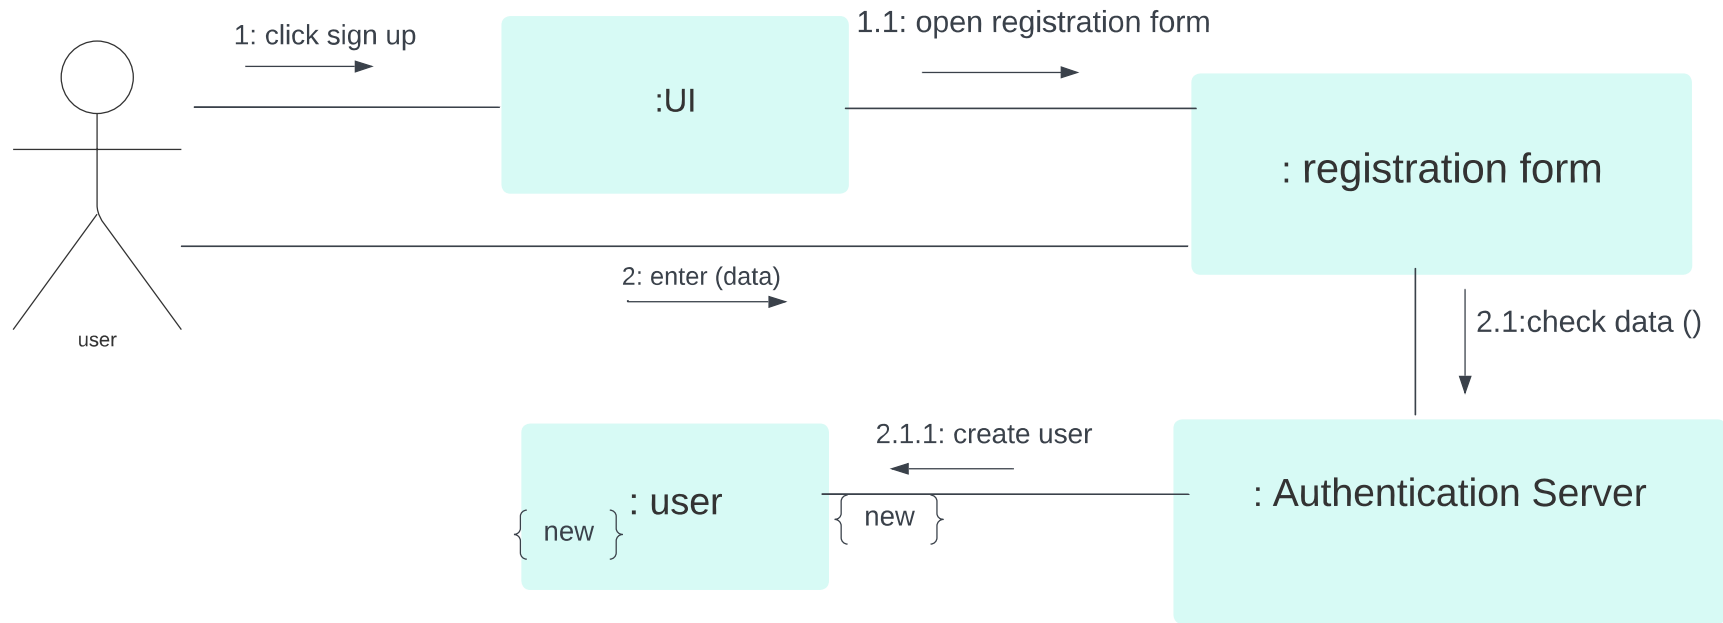 1: click sign up
1.1: open registration form
:UI
: registration form
2: enter (data)
user
2.1:check data ()
2.1.1: create user
: user
{ new }
{ new }
: Authentication Server